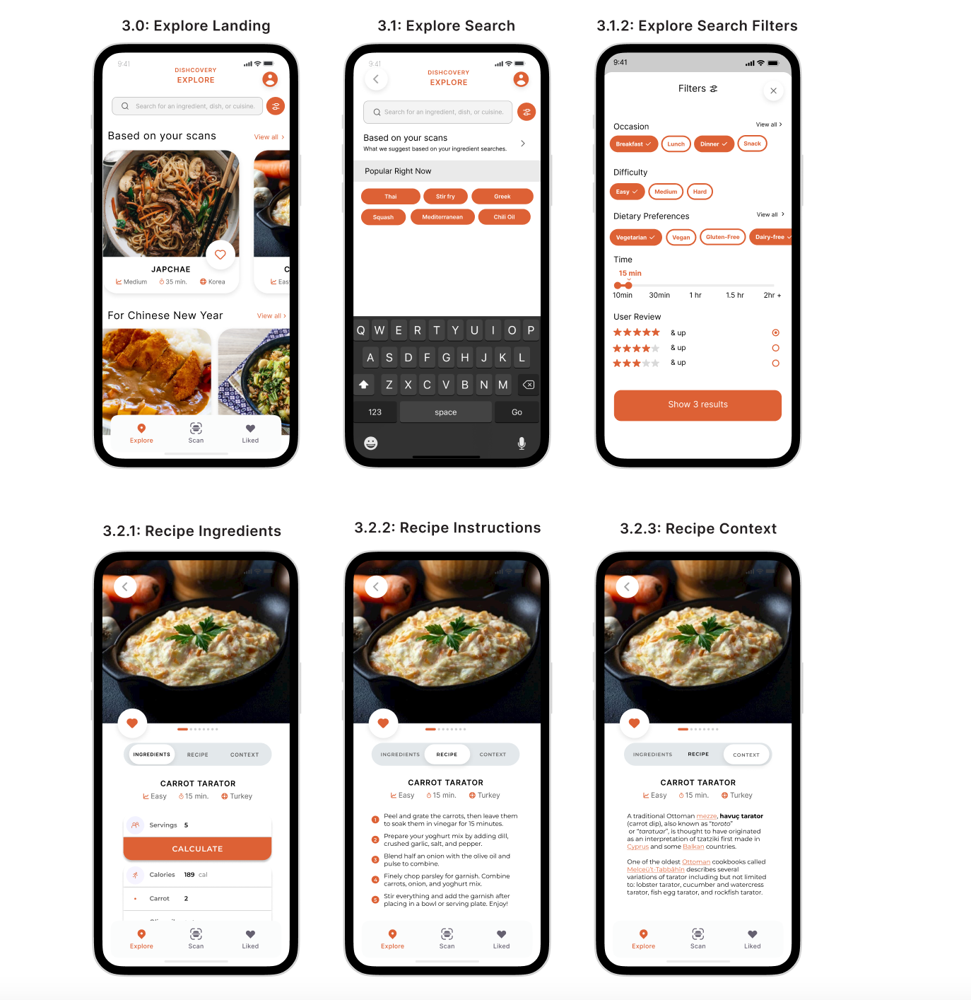 3.0: Explore Landing
9:41
DISHCOVERY
EXPLORE
Search for an ingredient, dish, or cuisine.
Based on your scans
View all >
JAPCHAE
Medium
35 min.
Korea
C
Eas
For Chinese New Year
View all >
Explore
Scan
Liked
3.1: Explore Search
9:41
DISHCOVERY
EXPLORE
Search for an ingredient, dish, or cuisine.
Based on your scans
What we suggest based on your ingredient searches.
Popular Right Now
Thai
Stir fry
Greek
Squash
Mediterranean
Chili Oil
Q W E R T Y U I O P
A S D F G H J K L
Z X C V B N M
123
space
Go
3.1.2: Explore Search Filters
9:41
Filters
Occasion
View all >
Breakfast
Lunch
Dinner
Snack
Difficulty
Easy
Medium
Hard
Dietary Preferences
View all >
Vegetarian
Vegan
Gluten-Free
Dairy-free
Time
15 min
10min
30min
1 hr
1.5 hr
2hr +
User Review
& up
& up
& up
Show 3 results
3.2.1: Recipe Ingredients
9:41
INGREDIENTS
RECIPE
CONTEXT
CARROT TARATOR
Easy
15 min.
Turkey
Servings 5
CALCULATE
Calories 189 cal
Carrot 2
Explore
Scan
Liked
3.2.2: Recipe Instructions
9:41
INGREDIENTS
RECIPE
CONTEXT
CARROT TARATOR
Easy
15 min.
Turkey
1 Peel and grate the carrots, then leave them
to soak them in vinegar for 15 minutes.
2 Prepare your yoghurt mix by adding dill,
crushed garlic, salt, and pepper.
3 Blend half an onion with the olive oil and
pulse to combine.
4 Finely chop parsley for garnish. Combine
carrots, onion, and yoghurt mix.
5 Stir everything and add the garnish after
placing in a bowl or serving plate. Enjoy!
Explore
Scan
Liked
3.2.3: Recipe Context
9:41
INGREDIENTS
RECIPE
CONTEXT
CARROT TARATOR
Easy
15 min.
Turkey
A traditional Ottoman mezze, havuç tarator
(carrot dip), also known as "toroto"
or "taratuar", is thought to have originated
as an interpretation of tzatziki first made in
Cyprus and some Balkan countries.
One of the oldest Ottoman cookbooks called
Melceü't-Tabbâhîn describes several
variations of tarator including but not limited
to: lobster tarator, cucumber and watercress
tarator, fish egg tarator, and rockfish tarator.
Explore
Scan
Liked